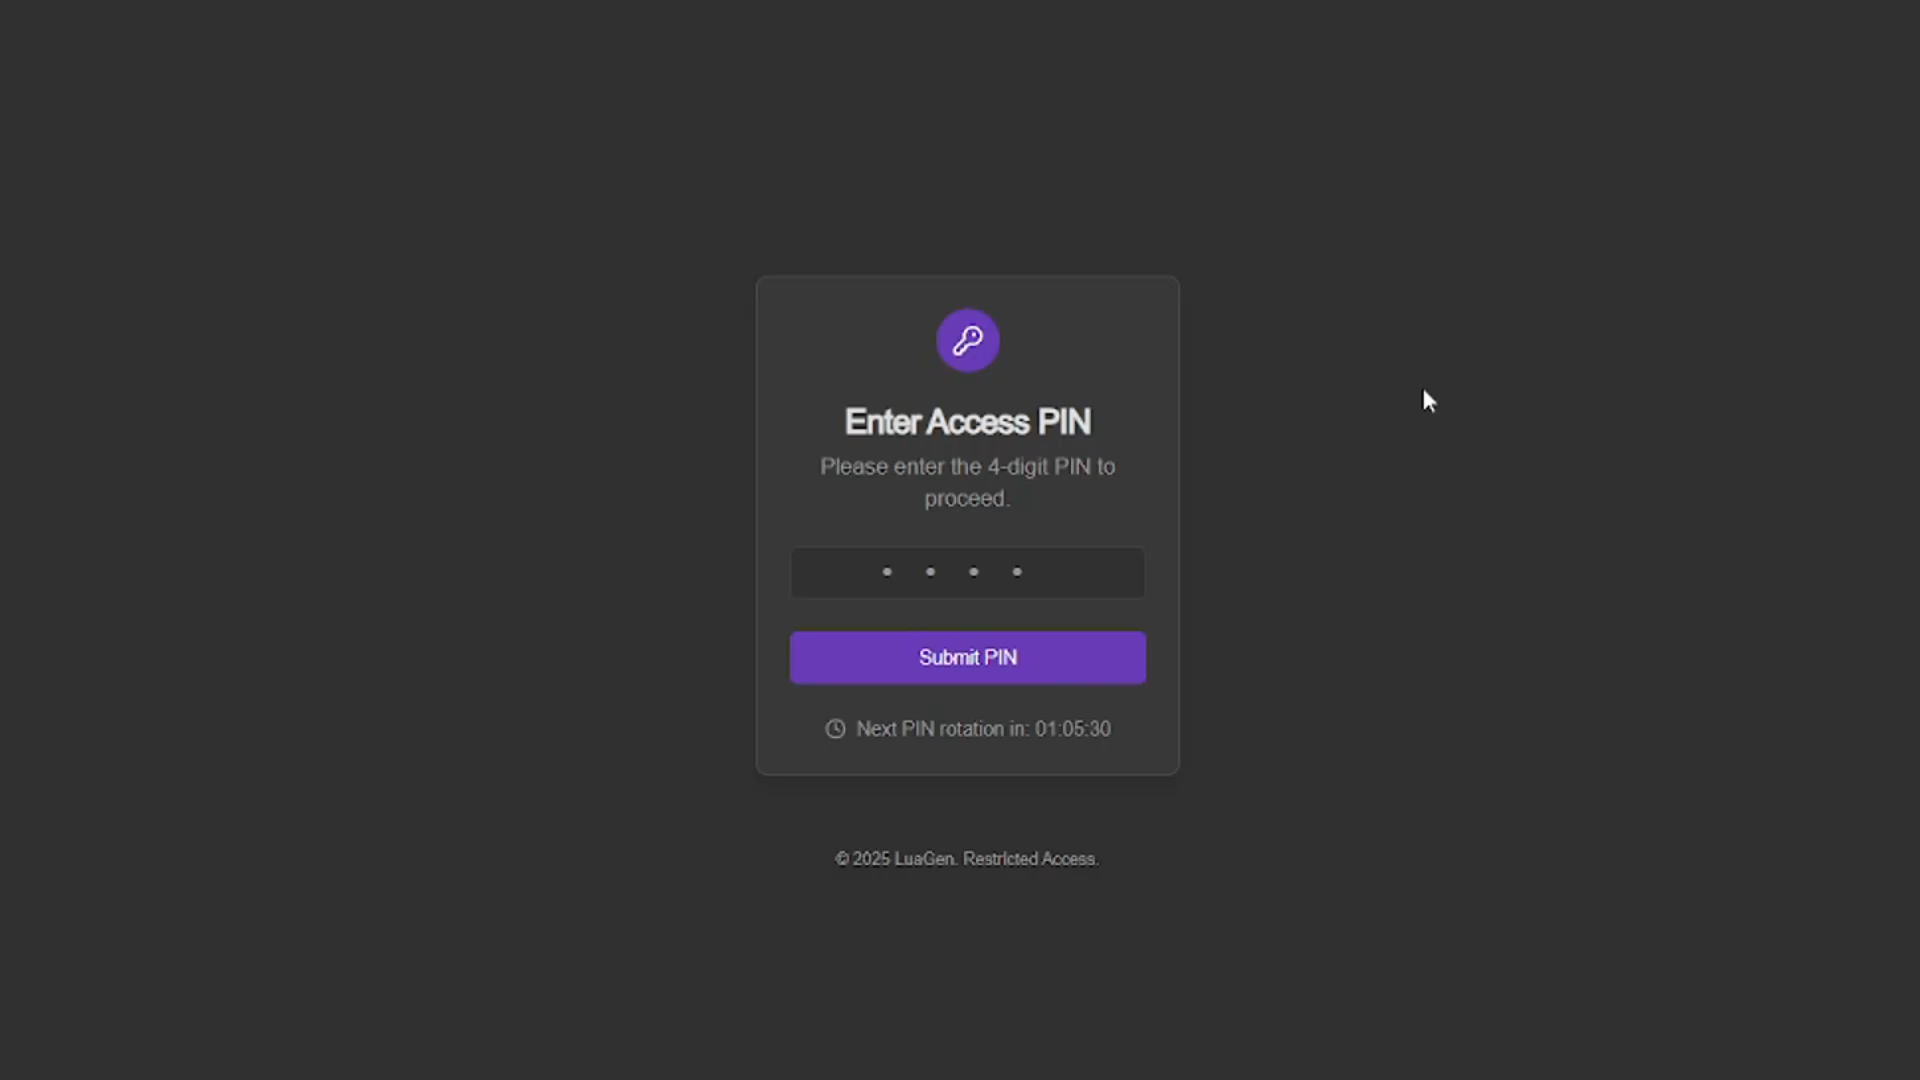 Enter Access PIN
Please enter the 4-digit PIN to
proceed.
• • • •
Submit PIN
Next PIN rotation in: 01:05:30
© 2025 LuaGen. Restricted Access.